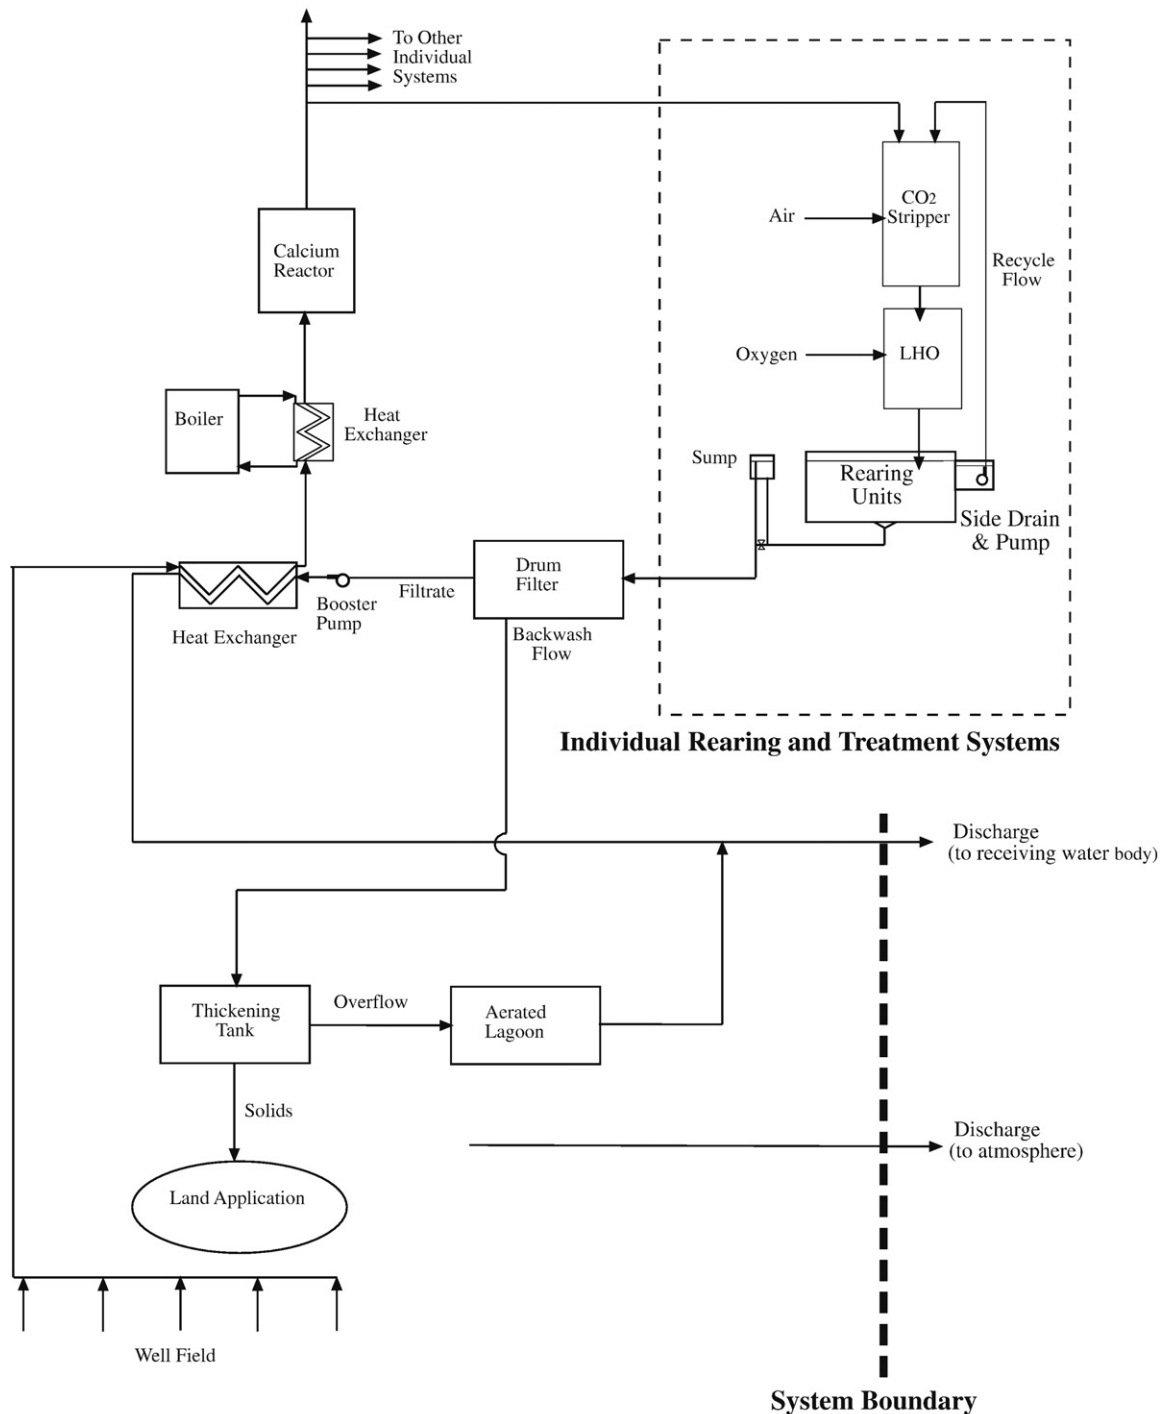 To Other
Individual
Systems
CO2
Stripper
Air
Recycle
Flow
Calcium
Reactor
Oxygen
LHO
Boiler
Heat
Exchanger
Sump
Rearing
Units
Side Drain
& Pump
Drum
Filter
Filtrate
Booster
Pump
Heat Exchanger
Backwash
Flow
Individual Rearing and Treatment Systems
Discharge
(to receiving water body)
Thickening
Tank
Overflow
Aerated
Lagoon
Solids
Discharge
(to atmosphere)
Land Application
Well Field
System Boundary